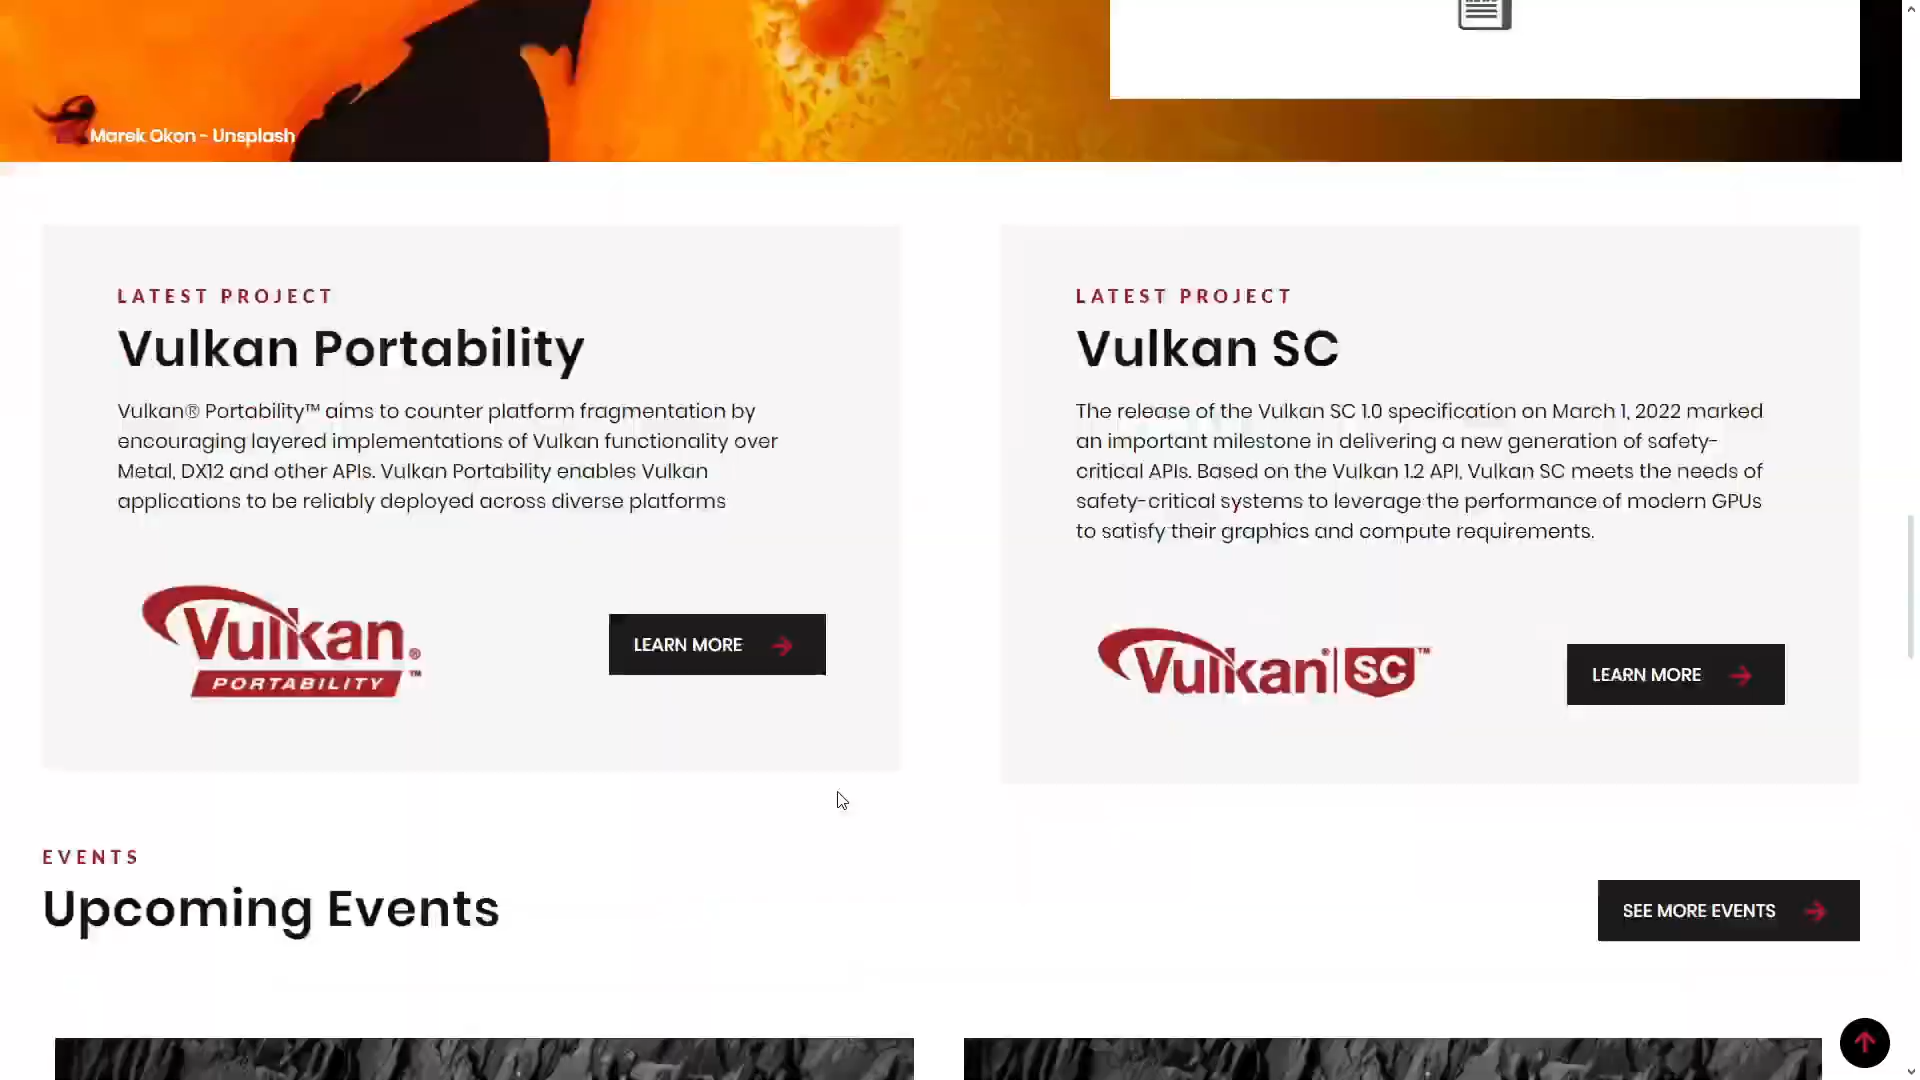 Marek Okon - Unsplash
LATEST PROJECT
Vulkan Portability
Vulkan® Portability™ aims to counter platform fragmentation by
encouraging layered implementations of Vulkan functionality over
Metal, DX12 and other APIs. Vulkan Portability enables Vulkan
applications to be reliably deployed across diverse platforms
Vulkan®
PORTABILITY™
LEARN MORE
LATEST PROJECT
Vulkan SC
The release of the Vulkan SC 1.0 specification on March 1, 2022 marked
an important milestone in delivering a new generation of safety-
critical APIs. Based on the Vulkan 1.2 API, Vulkan SC meets the needs of
safety-critical systems to leverage the performance of modern GPUs
to satisfy their graphics and compute requirements.
Vulkan® SC™
LEARN MORE
EVENTS
Upcoming Events
SEE MORE EVENTS